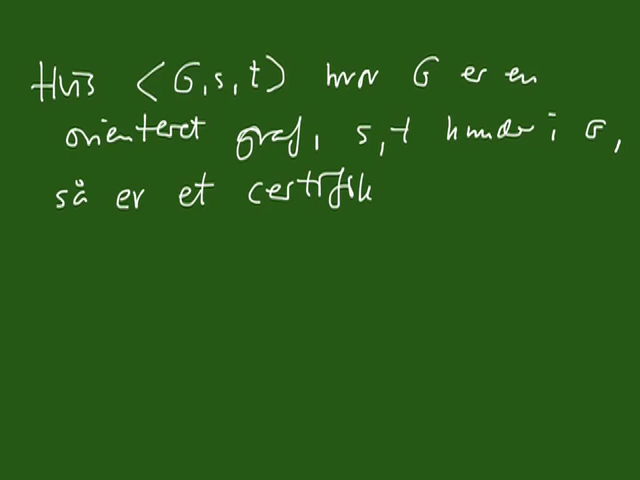 Hvis <G,s,t> hvor G er en
orienteret graf, s,t knuder i G,
så er et certifik